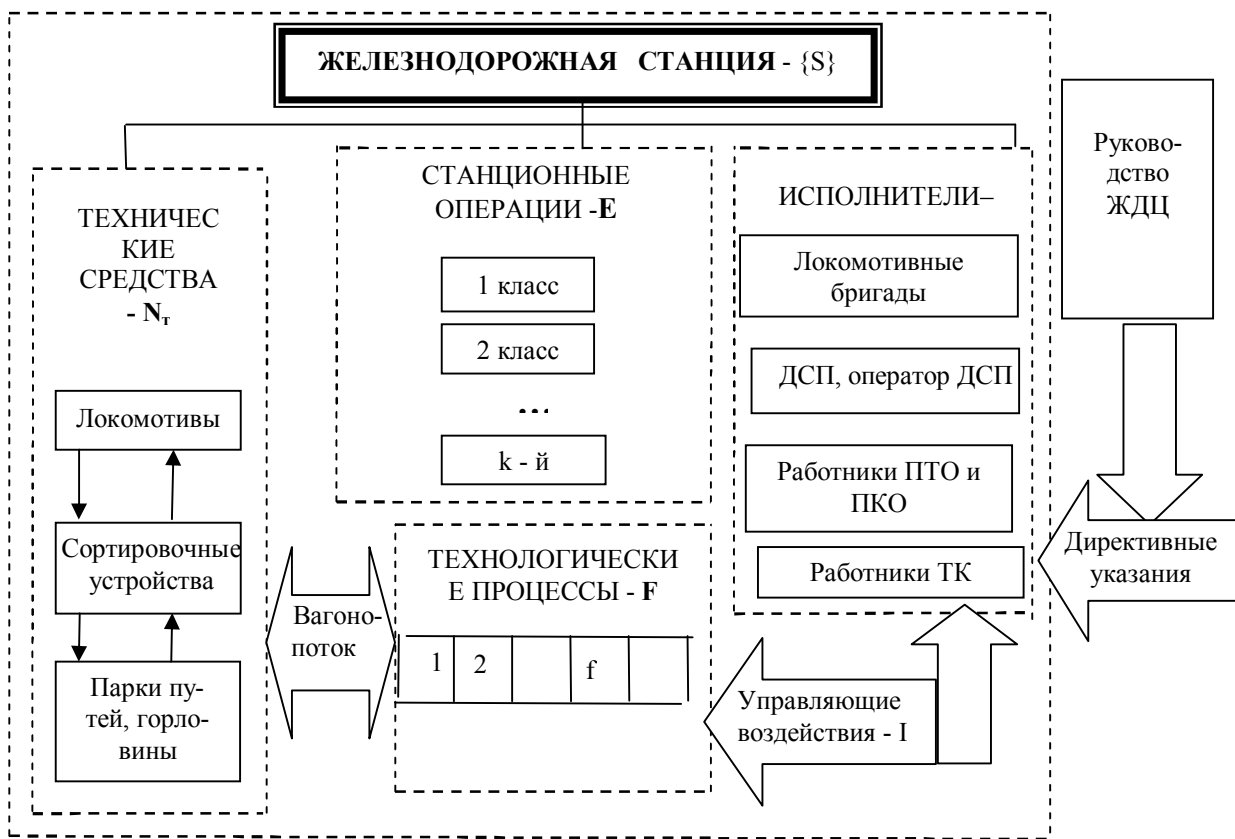 ЖЕЛЕЗНОДОРОЖНАЯ СТАНЦИЯ - {S}
ТЕХНИЧЕС
КИЕ
СРЕДСТВА
- Nт
Локомотивы
Сортировочные
устройства
Парки пу-
тей, горло-
вины
СТАНЦИОННЫЕ
ОПЕРАЦИИ -E
1 класс
2 класс
...
k - й
Вагоно-
поток
ТЕХНОЛОГИЧЕСКИ
Е ПРОЦЕССЫ - F
1 2 f
ИСПОЛНИТЕЛИ–
Локомотивные
бригады
ДСП, оператор ДСП
Работники ПТО и
ПКО
Работники ТК
Управляющие
воздействия - I
Руково-
дство
ЖДЦ
Директивные
указания